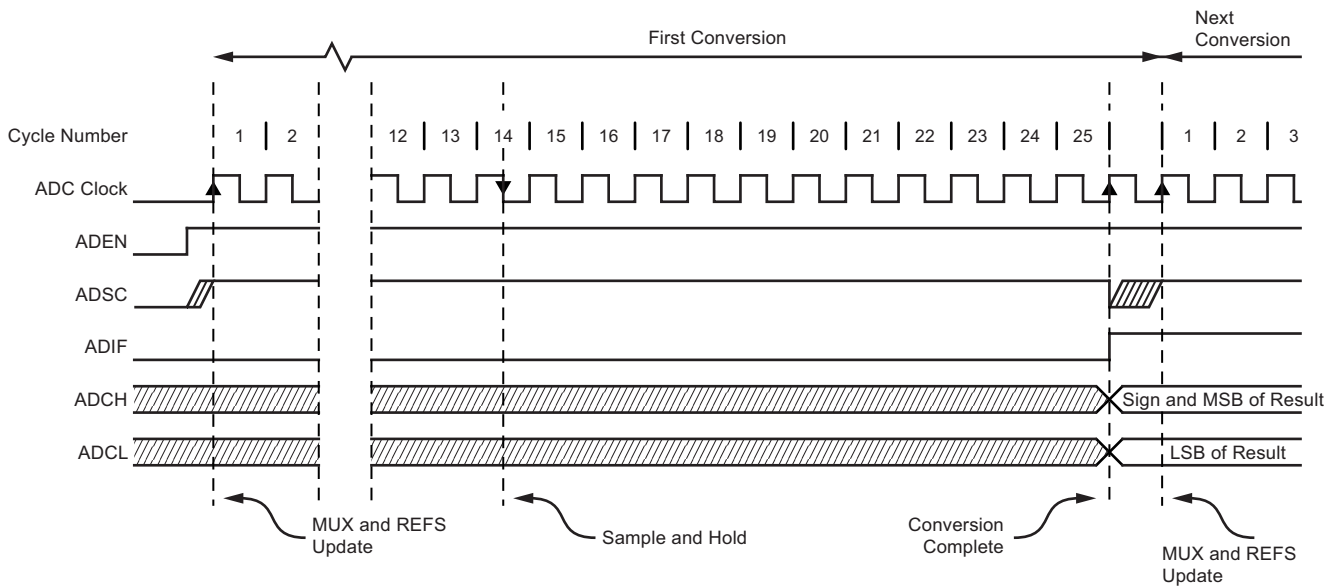 First Conversion
Next
Conversion
Cycle Number 1 2 12 13 14 15 16 17 18 19 20 21 22 23 24 25 1 2 3
ADC Clock
ADEN
ADSC
ADIF
ADCH Sign and MSB of Result
ADCL LSB of Result
MUX and REFS
Update
Sample and Hold
Conversion
Complete
MUX and REFS
Update